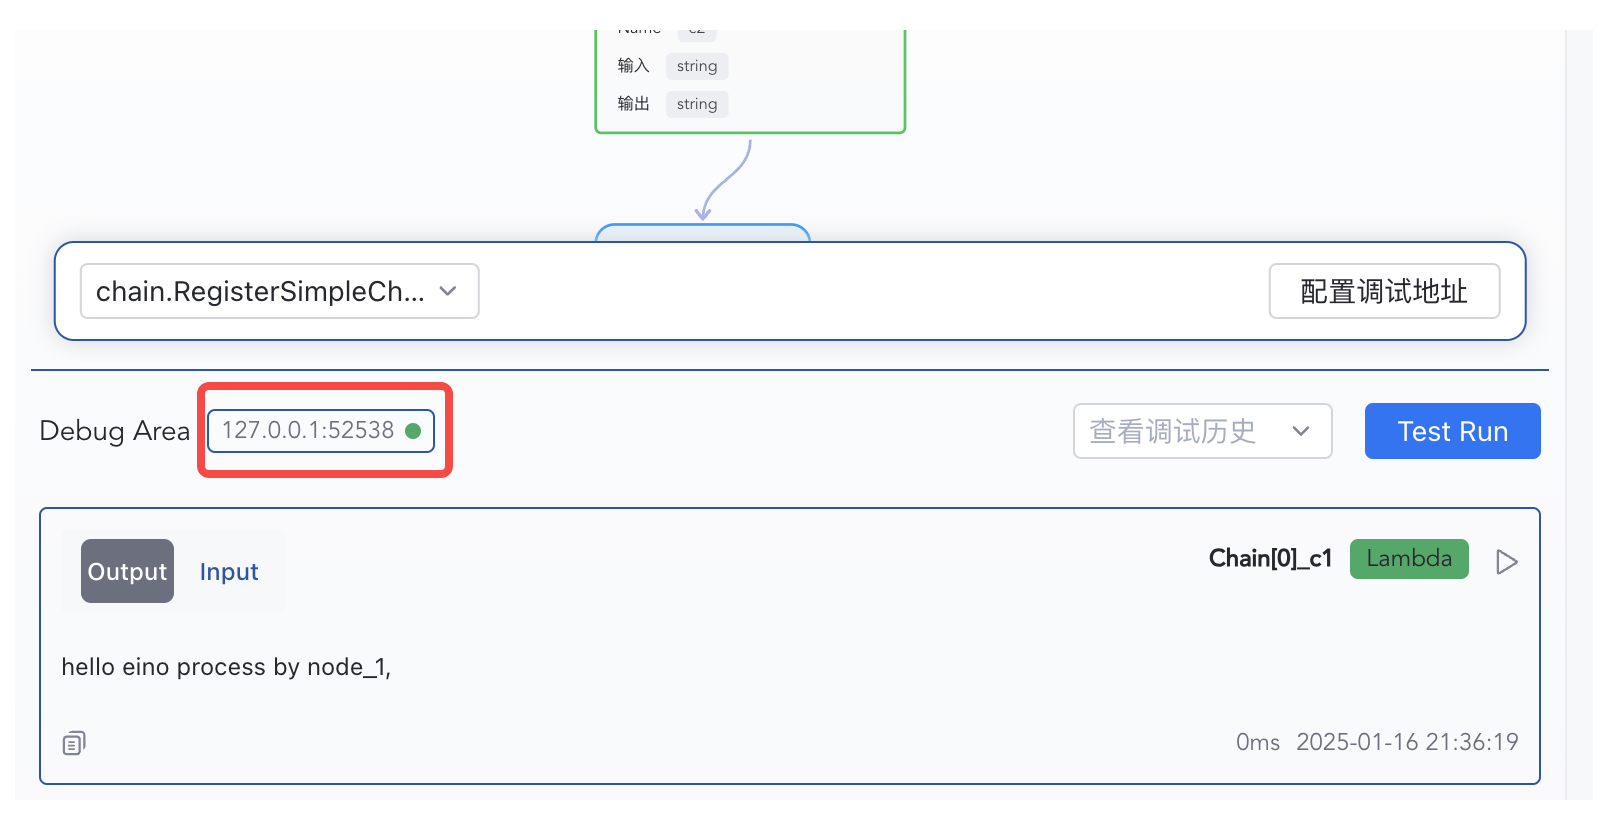 Name c2
输入 string
输出 string
chain.RegisterSimpleCh...
配置调试地址
Debug Area 127.0.0.1:52538
查看调试历史
Test Run
Output Input
Chain[0]_c1 Lambda
hello eino process by node_1,
0ms 2025-01-16 21:36:19